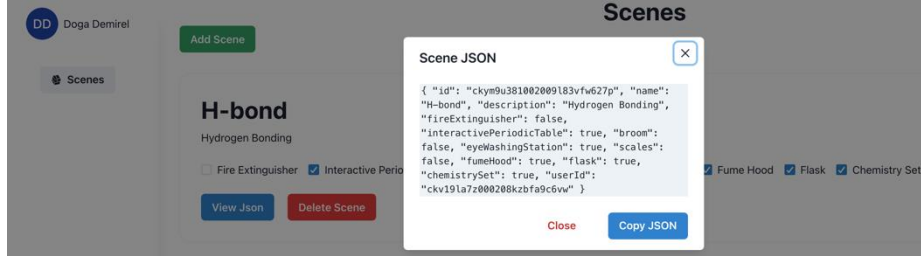 DD
Doga Demirel
Scenes
Scenes
Add Scene
H-bond
Hydrogen Bonding
Fire Extinguisher
Interactive Perio
Fume Hood
Flask
Chemistry Set
View Json
Delete Scene
Scene JSON
{ "id": "ckym9u381002009l83vfw627p", "name":
"H-bond", "description": "Hydrogen Bonding",
"fireExtinguisher": false,
"interactivePeriodicTable": true, "broom":
false, "eyeWashingStation": true, "scales":
false, "fumeHood": true, "flask": true,
"chemistrySet": true, "userId":
"ckv19la7z000208kzbfa9c6vw" }
Close
Copy JSON